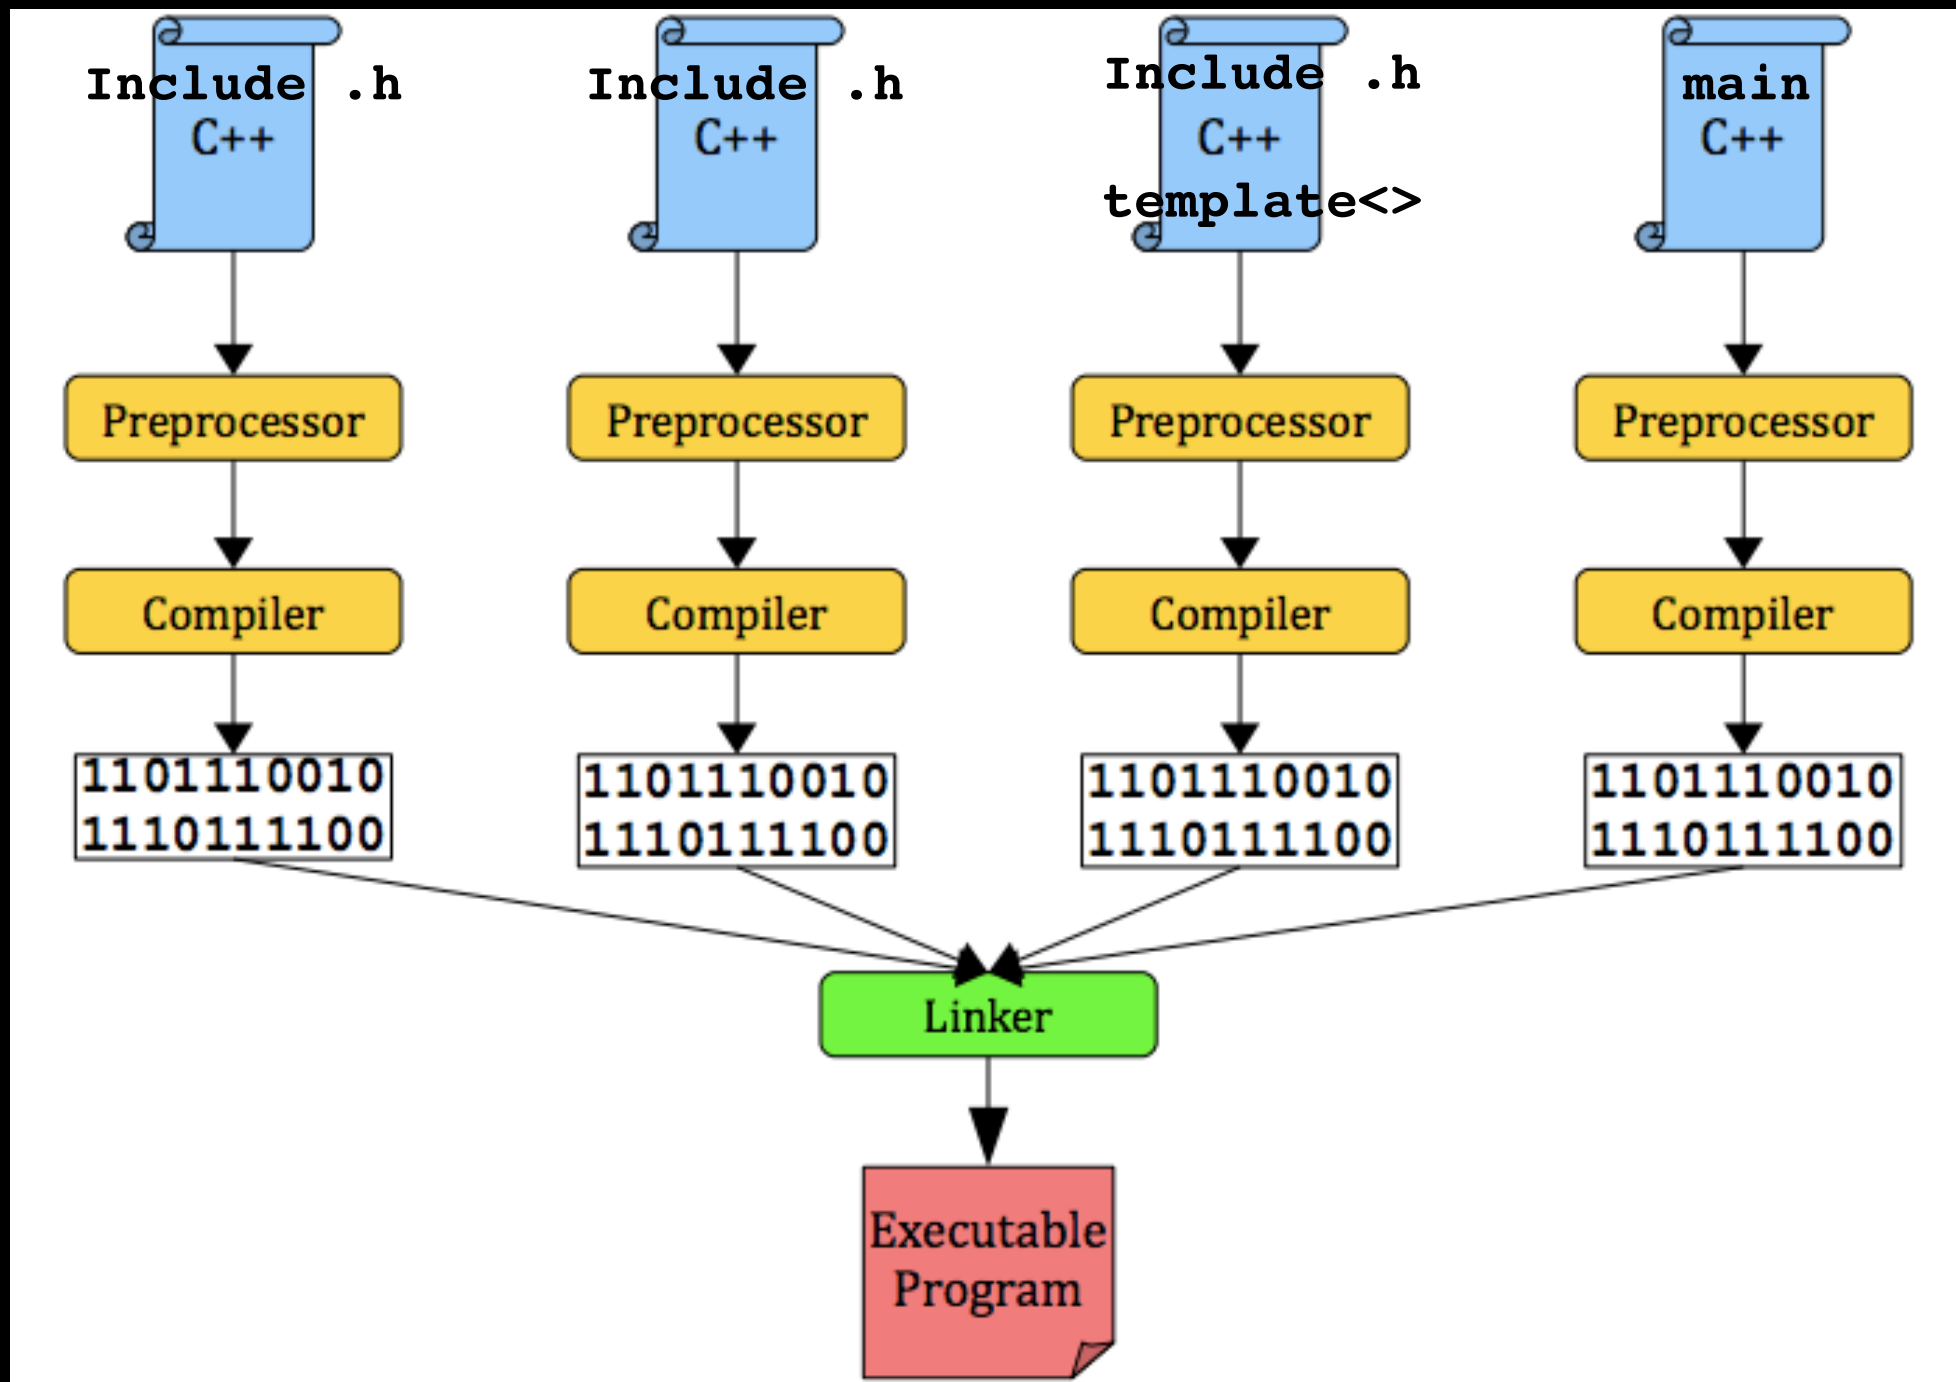 Include .h
C++
Include .h
C++
Include .h
C++
template<>
main
C++
Preprocessor
Preprocessor
Preprocessor
Preprocessor
Compiler
Compiler
Compiler
Compiler
1101110010
1110111100
1101110010
1110111100
1101110010
1110111100
1101110010
1110111100
Linker
Executable
Program